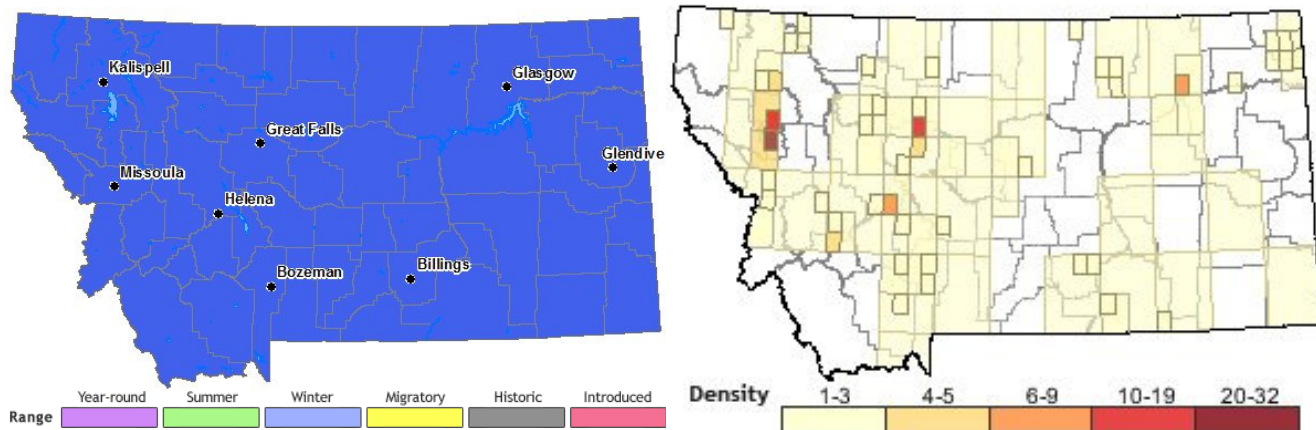 Kalispell
Glasgow
Great Falls
Glendive
Missoula
Helena
Bozeman
Billings
Year-round Summer Winter Migratory Historic Introduced
Range
Density 1-3 4-5 6-9 10-19 20-32